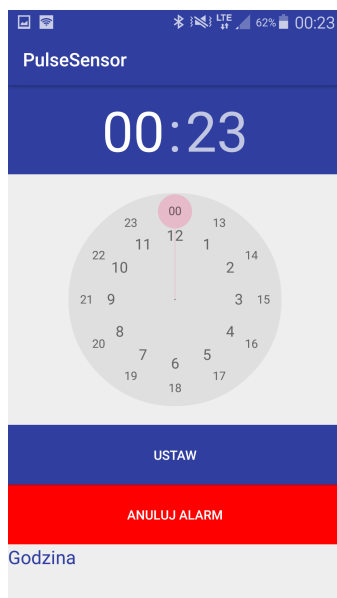 LTE 62% 00:23
PulseSensor
00:23
00
23 13
12
11 1
22 14
10 2
21 9 3 15
8 4
20 16
7 5
6
19 17
18
USTAW
ANULUJ ALARM
Godzina